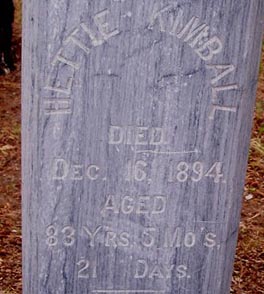 HETTIE KIMBALL
DIED
DEC. 16, 1894.
AGED
83 YRS. 5 MO'S.
21 DAYS.